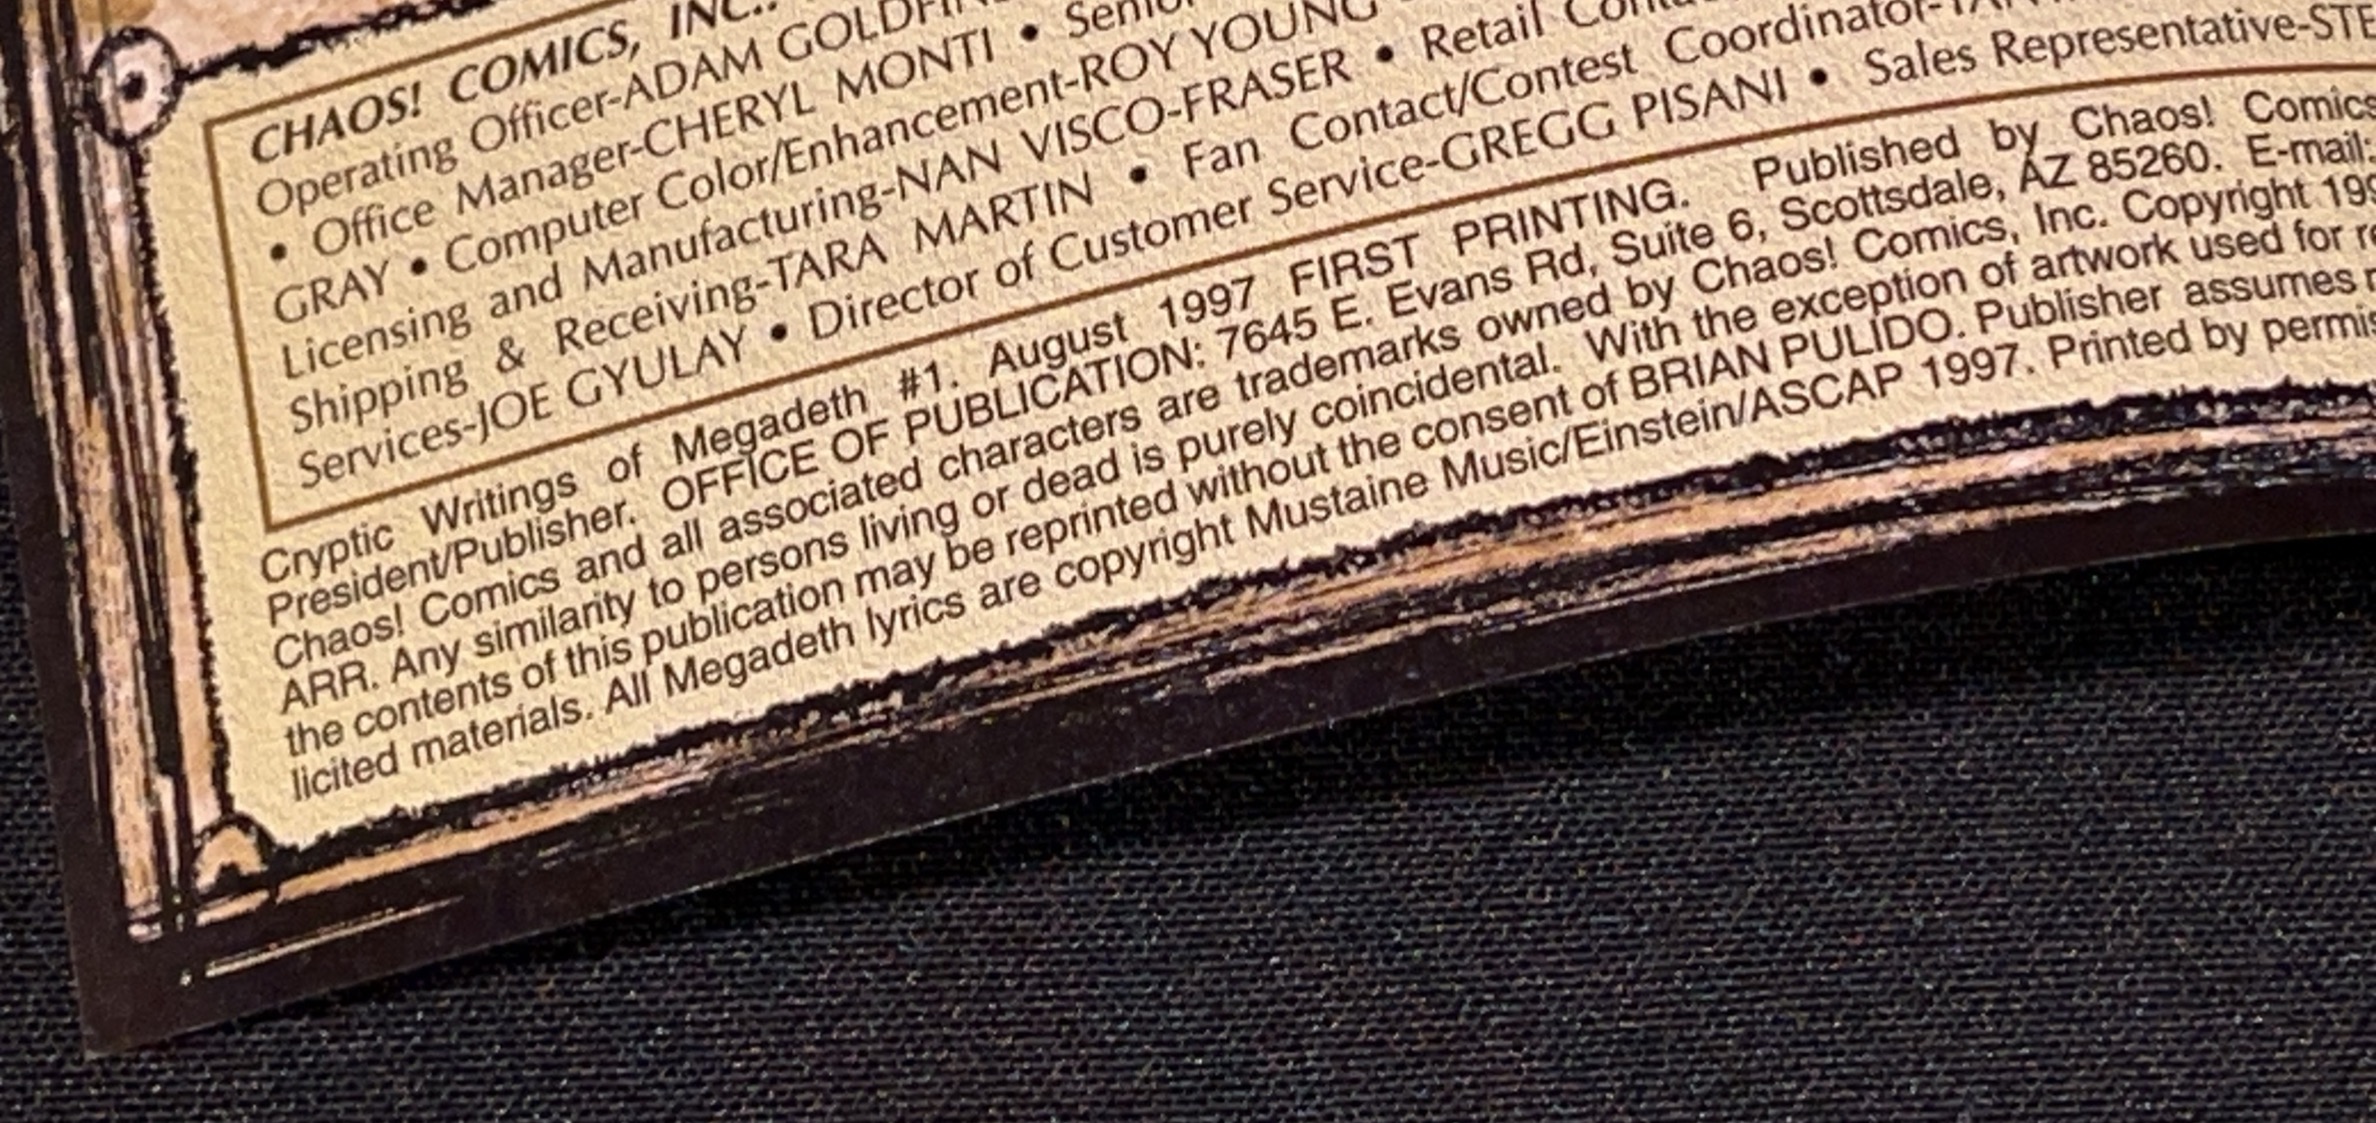 CHAOS! COMICS, INC.:
Operating Officer-ADAM
• Office Manager-CHERYL MONTI •
GRAY • Computer Color/Enhancement-ROY YOUNG
Licensing and Manufacturing-NAN VISCO-FRASER • Retail
Shipping & Receiving-TARA MARTIN • Fan Contact/Contest Coordinator-
Services-JOE GYULAY • Director of Customer Service-GREGG PISANI • Sales Representative-STE
Cryptic Writings of Megadeth #1. August 1997 FIRST PRINTING. Published by Chaos! Comics
President/Publisher. OFFICE OF PUBLICATION: 7645 E. Evans Rd, Suite 6, Scottsdale, AZ 85260. E-mail:
Chaos! Comics and all associated characters are trademarks owned by Chaos! Comics, Inc. Copyright 199
ARR. Any similarity to persons living or dead is purely coincidental. With the exception of artwork used for re
the contents of this publication may be reprinted without the consent of BRIAN PULIDO. Publisher assumes
licited materials. All Megadeth lyrics are copyright Mustaine Music/Einstein/ASCAP 1997. Printed by permis